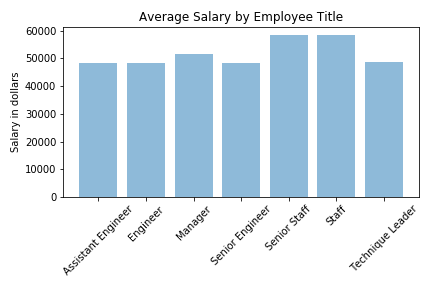 Average Salary by Employee Title
60000
50000
40000
30000
20000
10000
0
Salary in dollars
Assistant Engineer
Engineer
Manager
Senior Engineer
Senior Staff
Staff
Technique Leader